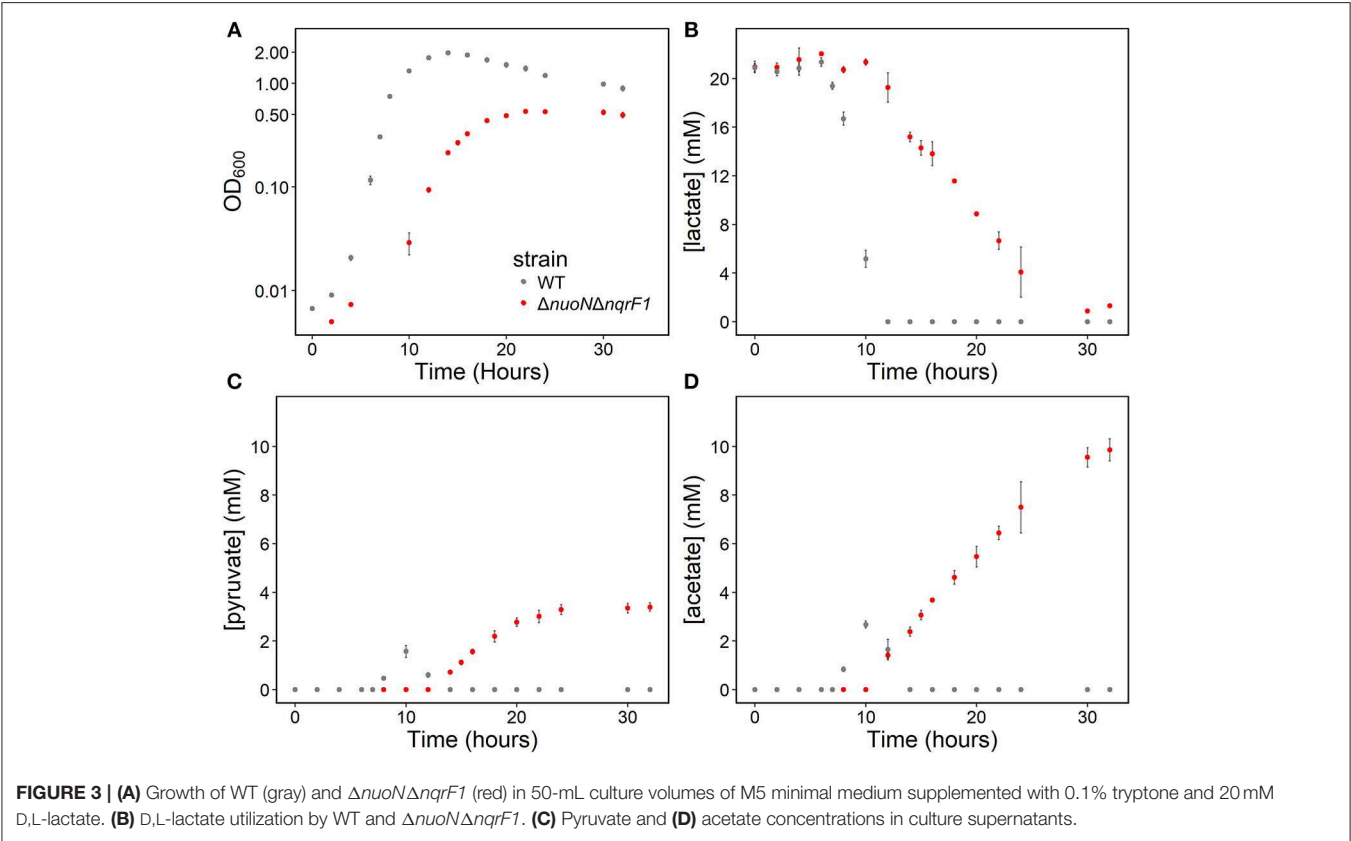 A
2.00
1.00
0.50
0.10
0.01
OD600
strain
WT
ΔnuoNΔnqrF1
0 10 20 30
Time (Hours)
B
20
16
12
8
4
0
[lactate] (mM)
0 10 20 30
Time (hours)
C
10
8
6
4
2
0
[pyruvate] (mM)
0 10 20 30
Time (hours)
D
10
8
6
4
2
0
[acetate] (mM)
0 10 20 30
Time (hours)
FIGURE 3 | (A) Growth of WT (gray) and ΔnuoNΔnqrF1 (red) in 50-mL culture volumes of M5 minimal medium supplemented with 0.1% tryptone and 20 mM
D,L-lactate. (B) D,L-lactate utilization by WT and ΔnuoNΔnqrF1. (C) Pyruvate and (D) acetate concentrations in culture supernatants.